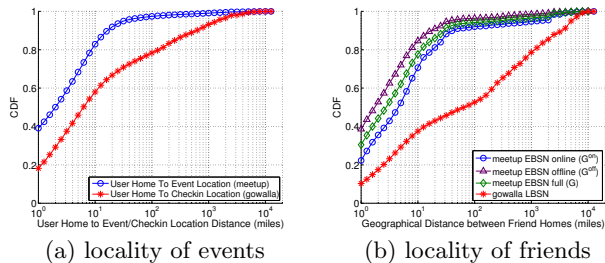 1
0.8
0.6
0.4
0.2
0
CDF
10^0 10^1 10^2 10^3 10^4
User Home to Event/Checkin Location Distance (miles)
User Home To Event Location (meetup)
User Home To Checkin Location (gowalla)
(a) locality of events
1
0.8
0.6
0.4
0.2
0
CDF
10^0 10^1 10^2 10^3 10^4
Geographical Distance between Friend Homes (miles)
meetup EBSN online (G^on)
meetup EBSN offline (G^off)
meetup EBSN full (G)
gowalla LBSN
(b) locality of friends